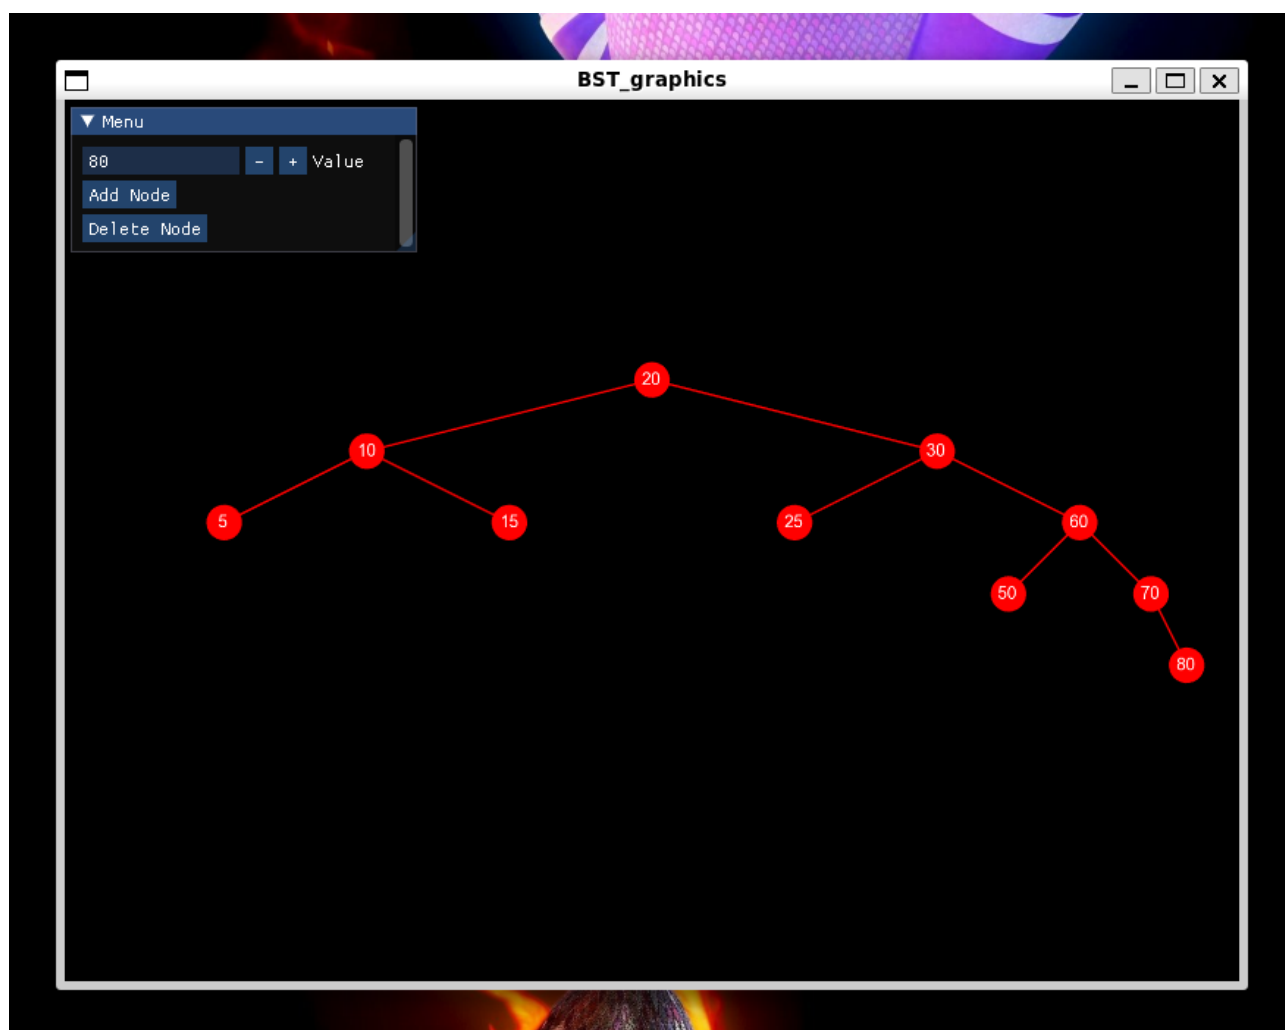 BST_graphics
Menu
80 - + Value
Add Node
Delete Node
20
10 30
5 15 25 60
50 70
80